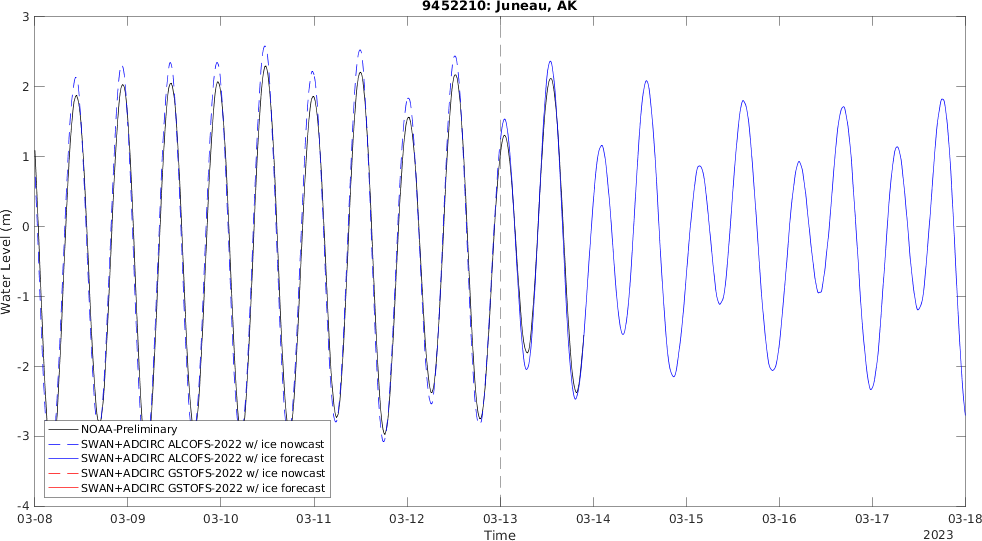 9452210: Juneau, AK
3
2
1
0
-1
-2
-3
-4
Water Level (m)
NOAA-Preliminary
SWAN+ADCIRC ALCOFS-2022 w/ ice nowcast
SWAN+ADCIRC ALCOFS-2022 w/ ice forecast
SWAN+ADCIRC GSTOFS-2022 w/ ice nowcast
SWAN+ADCIRC GSTOFS-2022 w/ ice forecast
03-08 03-09 03-10 03-11 03-12 03-13 03-14 03-15 03-16 03-17 03-18
Time
2023